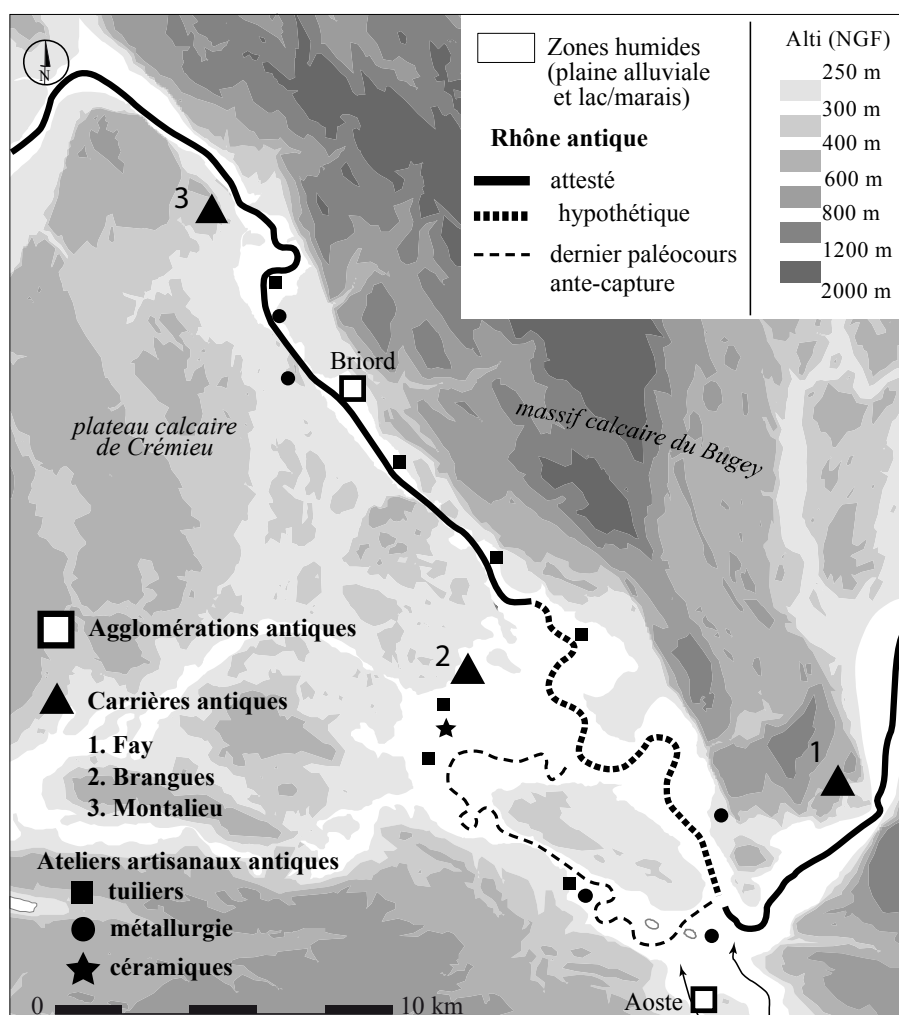 N
Zones humides
(plaine alluviale
et lac/marais)
Rhône antique
attesté
hypothétique
dernier paléocours
ante-capture
Alti (NGF)
250 m
300 m
400 m
600 m
800 m
1200 m
2000 m
3
Briord
plateau calcaire
de Crémieu
massif calcaire du Bugey
Agglomérations antiques
2
Carrières antiques
1. Fay
2. Brangues
3. Montalieu
1
Ateliers artisanaux antiques
tuiliers
métallurgie
céramiques
0
10 km
Aoste